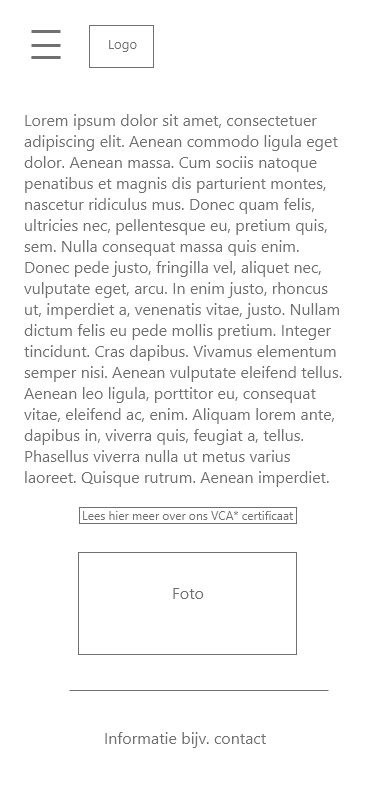 Logo
Lorem ipsum dolor sit amet, consectetuer
adipiscing elit. Aenean commodo ligula eget
dolor. Aenean massa. Cum sociis natoque
penatibus et magnis dis parturient montes,
nascetur ridiculus mus. Donec quam felis,
ultricies nec, pellentesque eu, pretium quis,
sem. Nulla consequat massa quis enim.
Donec pede justo, fringilla vel, aliquet nec,
vulputate eget, arcu. In enim justo, rhoncus
ut, imperdiet a, venenatis vitae, justo. Nullam
dictum felis eu pede mollis pretium. Integer
tincidunt. Cras dapibus. Vivamus elementum
semper nisi. Aenean vulputate eleifend tellus.
Aenean leo ligula, porttitor eu, consequat
vitae, eleifend ac, enim. Aliquam lorem ante,
dapibus in, viverra quis, feugiat a, tellus.
Phasellus viverra nulla ut metus varius
laoreet. Quisque rutrum. Aenean imperdiet.
Lees hier meer over ons VCA* certificaat
Foto
Informatie bijv. contact